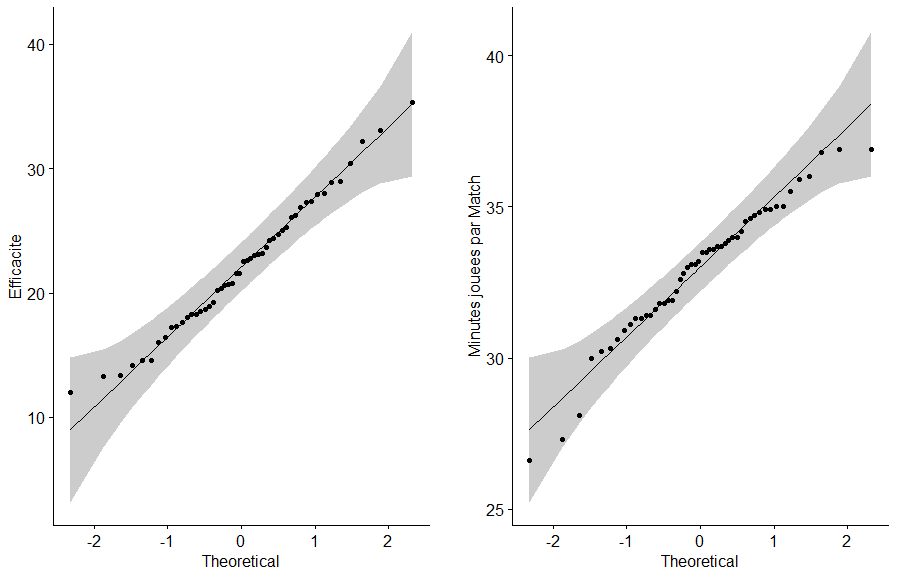 Efficacite
40
30
20
10
-2 -1 0 1 2
Theoretical
Minutes jouees par Match
40
35
30
25
-2 -1 0 1 2
Theoretical